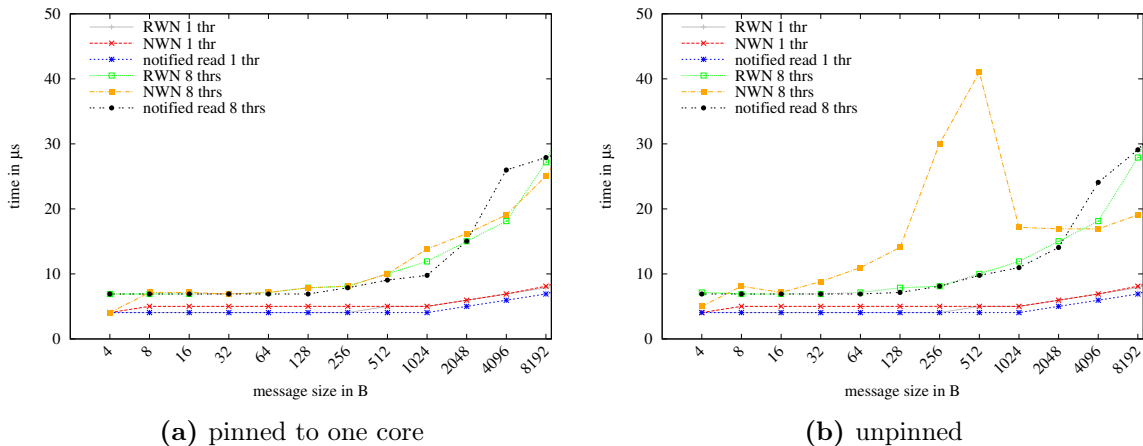 50
40
30
20
10
0
time in µs
RWN 1 thr
NWN 1 thr
notified read 1 thr
RWN 8 thrs
NWN 8 thrs
notified read 8 thrs
4 8 16 32 64 128 256 512 1024 2048 4096 8192
message size in B
(a) pinned to one core
50
40
30
20
10
0
time in µs
RWN 1 thr
NWN 1 thr
notified read 1 thr
RWN 8 thrs
NWN 8 thrs
notified read 8 thrs
4 8 16 32 64 128 256 512 1024 2048 4096 8192
message size in B
(b) unpinned